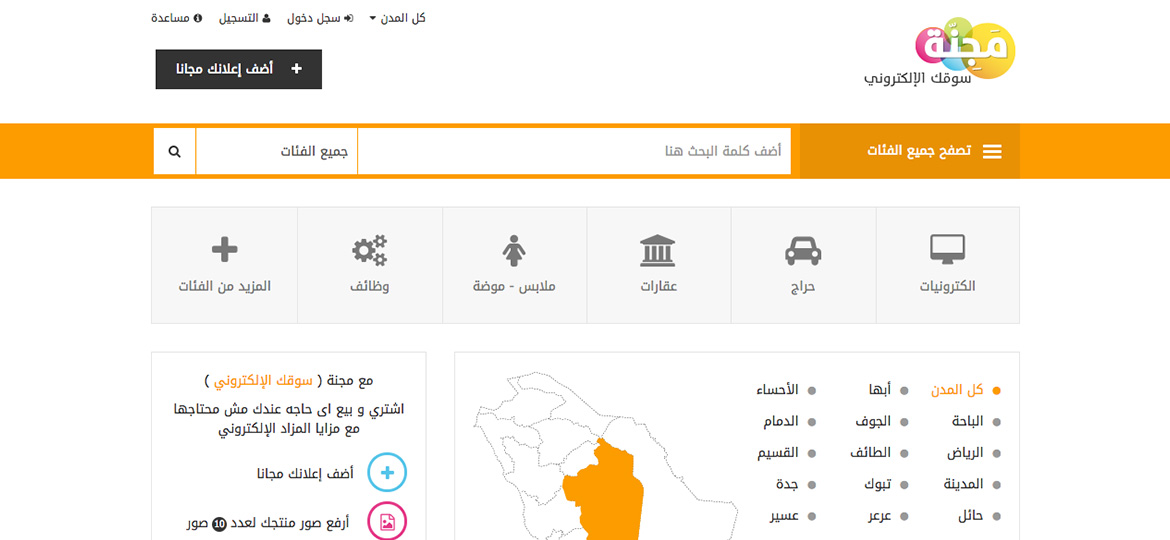 كل المدن
سجل دخول
التسجيل
مساعدة
مَجِنّة
سوقك الإلكتروني
أضف إعلانك مجانا
تصفح جميع الفئات
أضف كلمة البحث هنا
جميع الفئات
الكترونيات
حراج
عقارات
ملابس - موضة
وظائف
المزيد من الفئات
كل المدن
أبها
الأحساء
الباحة
الجوف
الدمام
الرياض
الطائف
القسيم
المدينة
تبوك
جدة
حائل
عرعر
عسير
مع مجنة ( سوقك الإلكتروني )
اشتري و بيع اى حاجه عندك مش محتاجها
مع مزايا المزاد الإلكتروني
أضف إعلانك مجانا
أرفع صور منتجك لعدد 10 صور